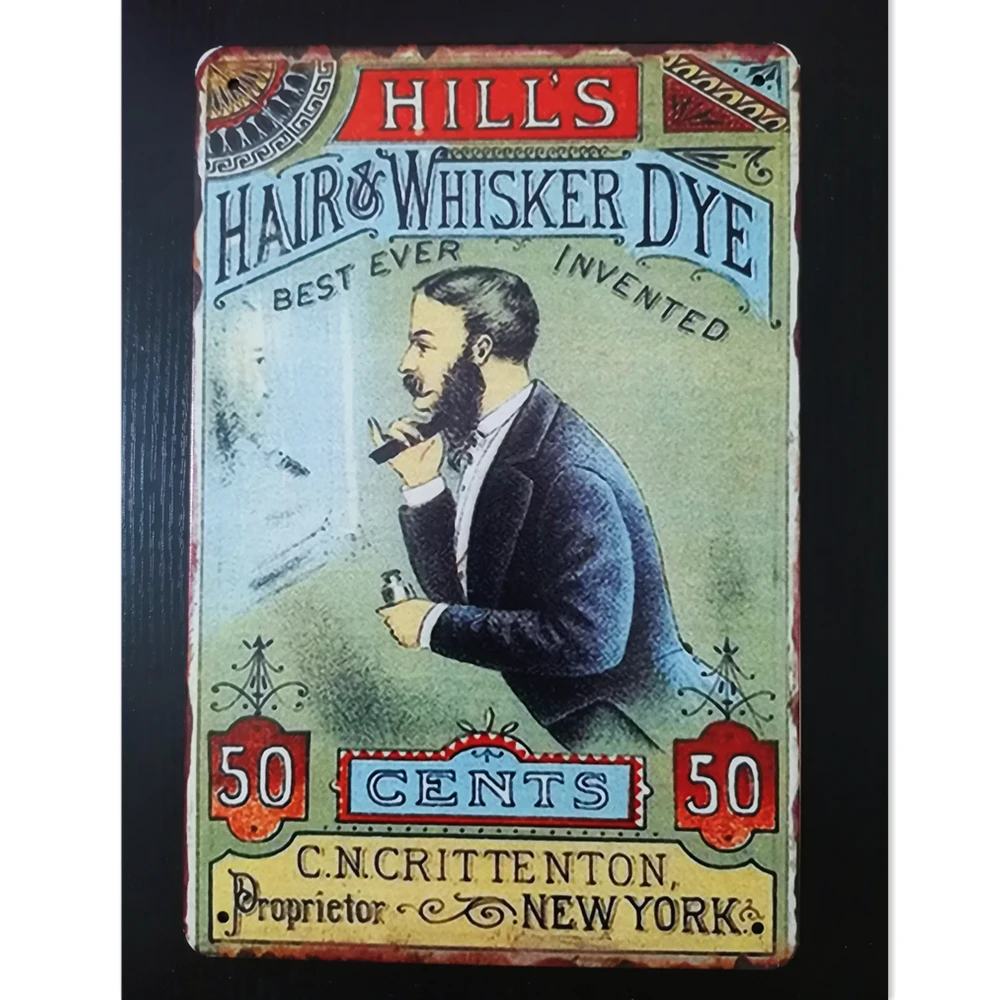 HILL'S
HAIR & WHISKER DYE
BEST EVER INVENTED
50 CENTS 50
C.N.CRITTENTON,
Proprietor NEW YORK.